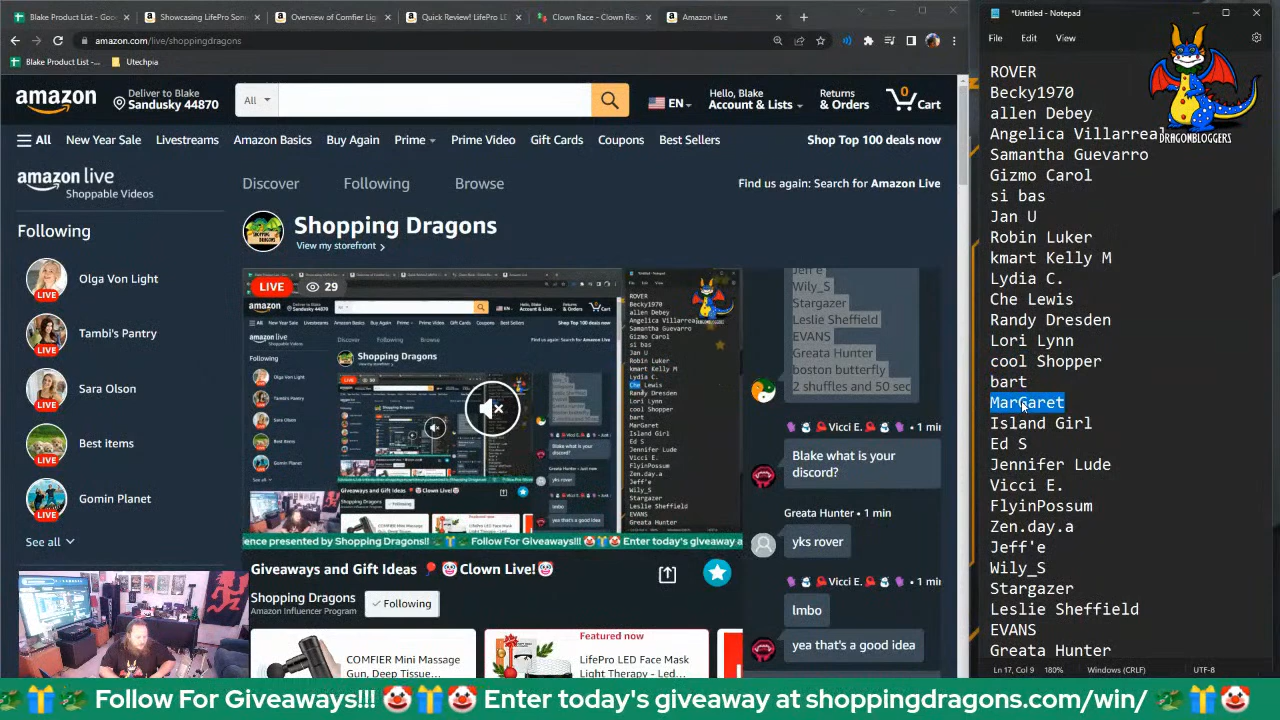 Blake Product List - Goo
Showcasing LifePro Son
Overview of Comfier Lig
Quick Review! LifePro LE
Clown Race - Clown Rac
Amazon Live
amazon.com/live/shoppingdragons
Blake Product List -...
Utechpia
amazon
Deliver to Blake
Sandusky 44870
All
EN
Hello, Blake
Account & Lists
Returns
& Orders
0
Cart
All
New Year Sale
Livestreams
Amazon Basics
Buy Again
Prime
Prime Video
Gift Cards
Coupons
Best Sellers
Shop Top 100 deals now
amazon live
Shoppable Videos
Discover
Following
Browse
Find us again: Search for Amazon Live
Following
Olga Von Light
LIVE
Tambi's Pantry
LIVE
Sara Olson
LIVE
Best items
LIVE
Gomin Planet
LIVE
See all
Shopping Dragons
View my storefront
LIVE
29
Wily_S
Stargazer
Leslie Sheffield
EVANS
Greata Hunter
boston butterfly
2 shuffles and 50 sec
Vicci E. • 1 min
Blake what is your
discord?
Greata Hunter • 1 min
yks rover
Vicci E. • 1 min
lmbo
yea that's a good idea
ence presented by Shopping Dragons!! Follow For Giveaways!!! Enter today's giveaway a
Giveaways and Gift Ideas Clown Live!
Shopping Dragons
Amazon Influencer Program
Following
COMFIER Mini Massage
Gun, Deep Tissue...
Featured now
LifePro LED Face Mask
Light Therapy - Led
*Untitled - Notepad
File
Edit
View
DRAGONBLOGGERS
ROVER
Becky1970
allen Debey
Angelica Villarrea
Samantha Guevarro
Gizmo Carol
si bas
Jan U
Robin Luker
kmart Kelly M
Lydia C.
Che Lewis
Randy Dresden
Lori Lynn
cool Shopper
bart
MarGaret
Island Girl
Ed S
Jennifer Lude
Vicci E.
FlyinPossum
Zen.day.a
Jeff'e
Wily_S
Stargazer
Leslie Sheffield
EVANS
Greata Hunter
Ln 17, Col 9
180%
Windows (CRLF)
UTF-8
Follow For Giveaways!!! Enter today's giveaway at shoppingdragons.com/win/